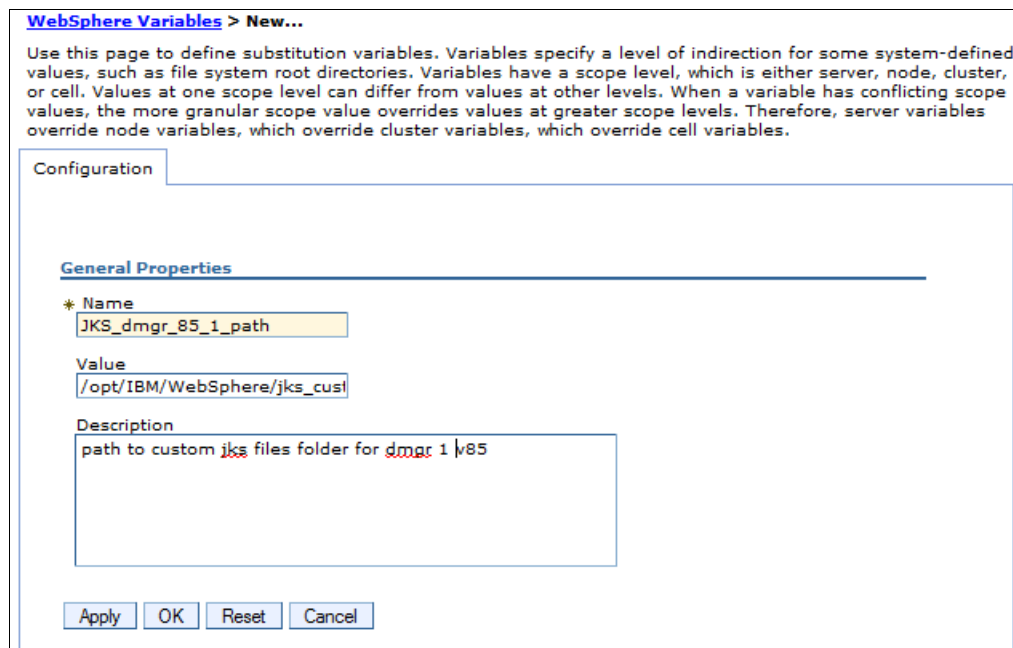 WebSphere Variables > New...
Use this page to define substitution variables. Variables specify a level of indirection for some system-defined
values, such as file system root directories. Variables have a scope level, which is either server, node, cluster,
or cell. Values at one scope level can differ from values at other levels. When a variable has conflicting scope
values, the more granular scope value overrides values at greater scope levels. Therefore, server variables
override node variables, which override cluster variables, which override cell variables.
Configuration
General Properties
* Name
JKS_dmgr_85_1_path
Value
/opt/IBM/WebSphere/jks_cust
Description
path to custom jks files folder for dmgr 1 v85
Apply OK Reset Cancel